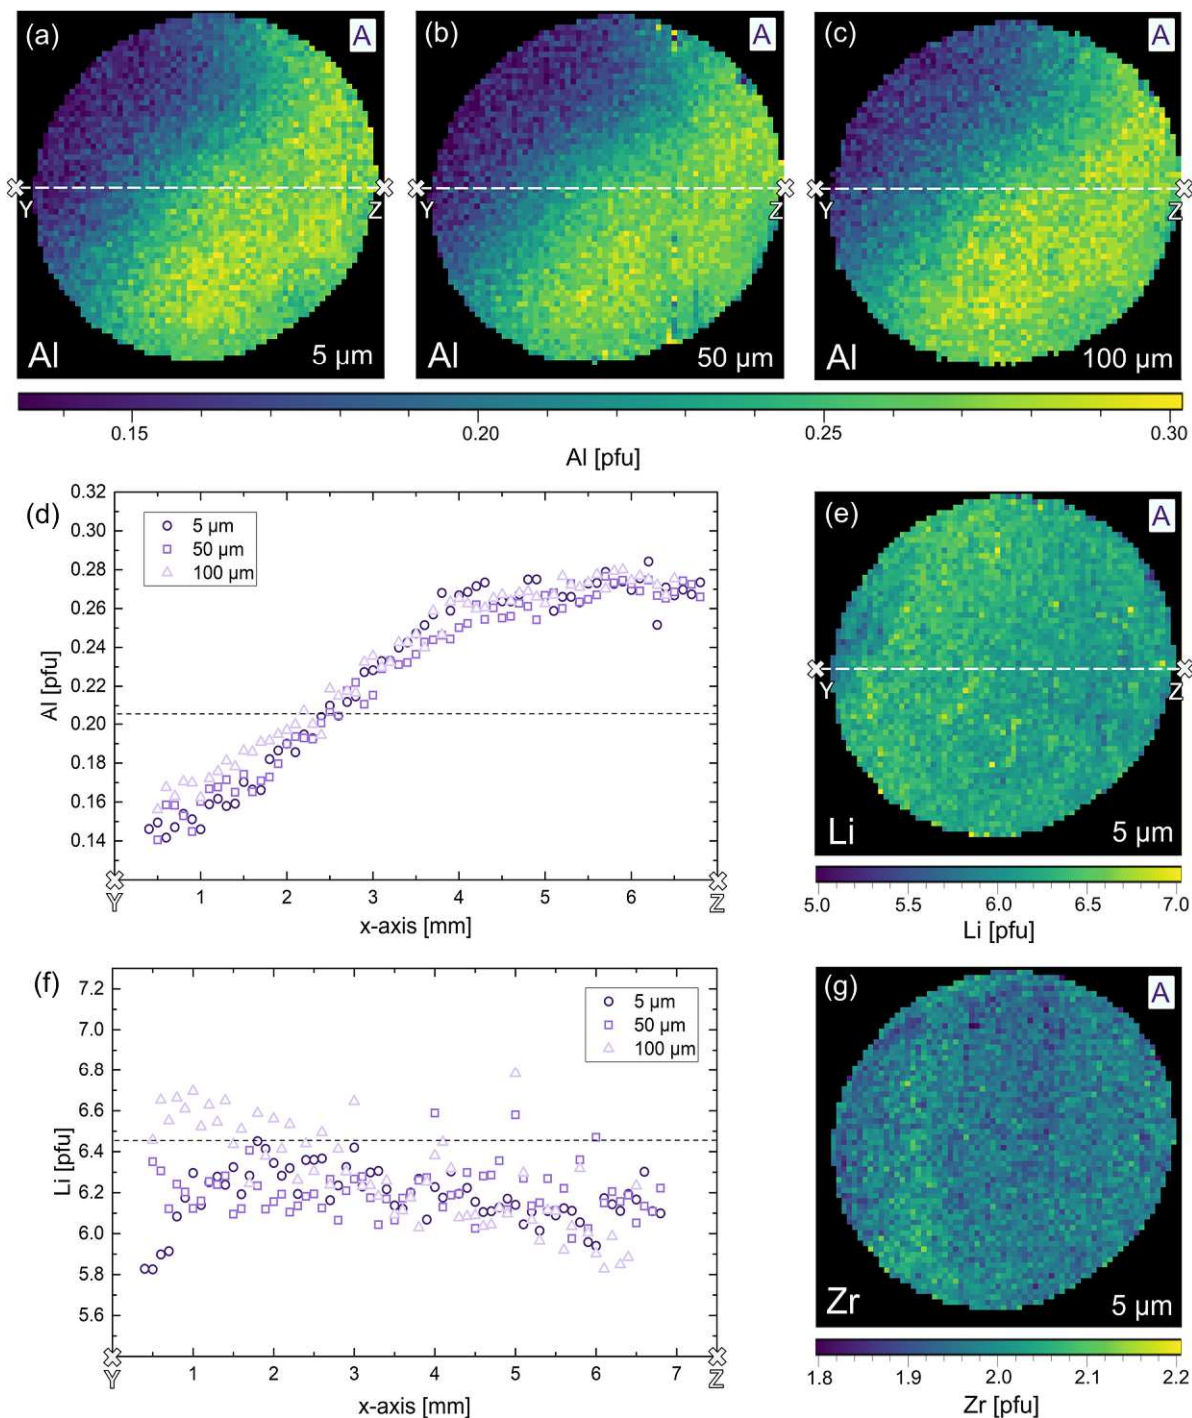 (a)
A
Y
Z
Al
5 µm
(b)
A
Y
Z
Al
50 µm
(c)
A
Y
Z
Al
100 µm
0.15
0.20
0.25
0.30
Al [pfu]
(d)
0.32
0.30
0.28
0.26
0.24
0.22
0.20
0.18
0.16
0.14
Al [pfu]
5 µm
50 µm
100 µm
Y
1
2
3
4
5
6
Z
x-axis [mm]
(e)
A
Y
Z
Li
5 µm
5.0
5.5
6.0
6.5
7.0
Li [pfu]
(f)
7.2
7.0
6.8
6.6
6.4
6.2
6.0
5.8
5.6
Li [pfu]
5 µm
50 µm
100 µm
Y
1
2
3
4
5
6
7
Z
x-axis [mm]
(g)
A
Zr
5 µm
1.8
1.9
2.0
2.1
2.2
Zr [pfu]